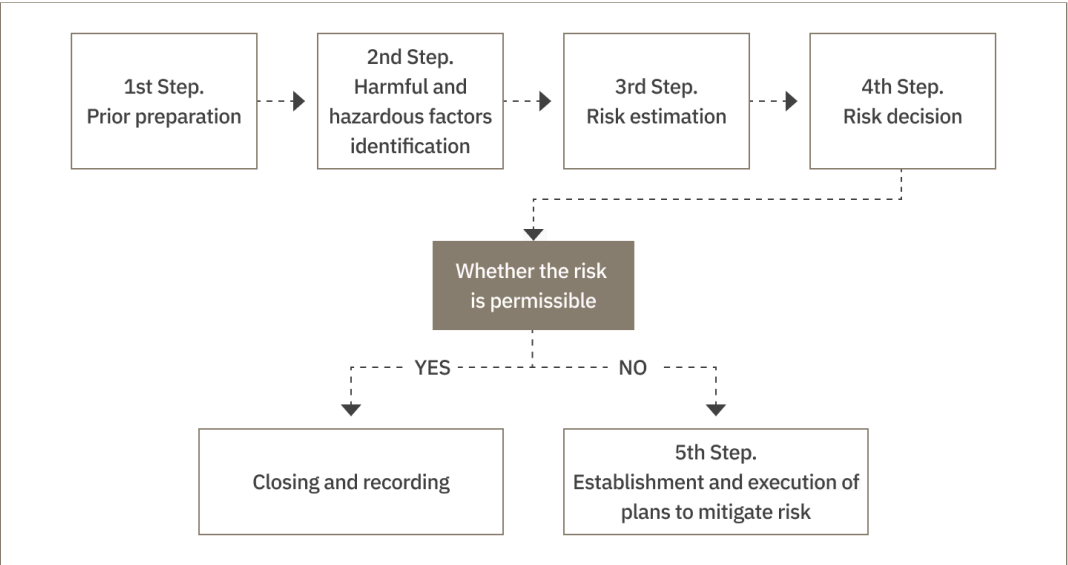 1st Step.
Prior preparation
2nd Step.
Harmful and
hazardous factors
identification
3rd Step.
Risk estimation
4th Step.
Risk decision
Whether the risk
is permissible
YES
NO
Closing and recording
5th Step.
Establishment and execution of
plans to mitigate risk